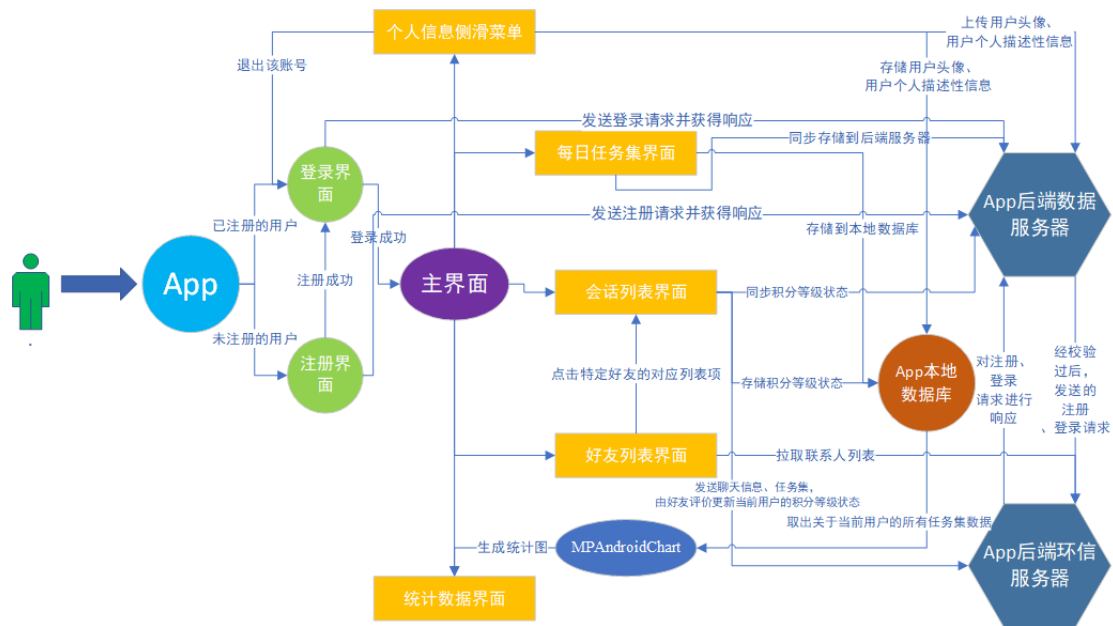 个人信息侧滑菜单
上传用户头像、
用户个人描述性信息
退出该账号
存储用户头像、
用户个人描述性信息
发送登录请求并获得响应
同步存储到后端服务器
每日任务集界面
登录界
面
App后端数据
服务器
已注册的用户
发送注册请求并获得响应
登录成功
存储到本地数据库
App
注册成功
主界面
会话列表界面
同步积分等级状态
未注册的用户
注册界
面
点击特定好友的对应列表项
存储积分等级状态
App本地
数据库
对注册、
登录
请求进行
响应
经校验
过后，
发送的
注册
、登录请求
好友列表界面
拉取联系人列表
发送聊天信息、任务集，
由好友评价更新当前用户的积分等级状态
取出关于当前用户的所有任务集数据
生成统计图
MPAndroidChart
App后端环信
服务器
统计数据界面